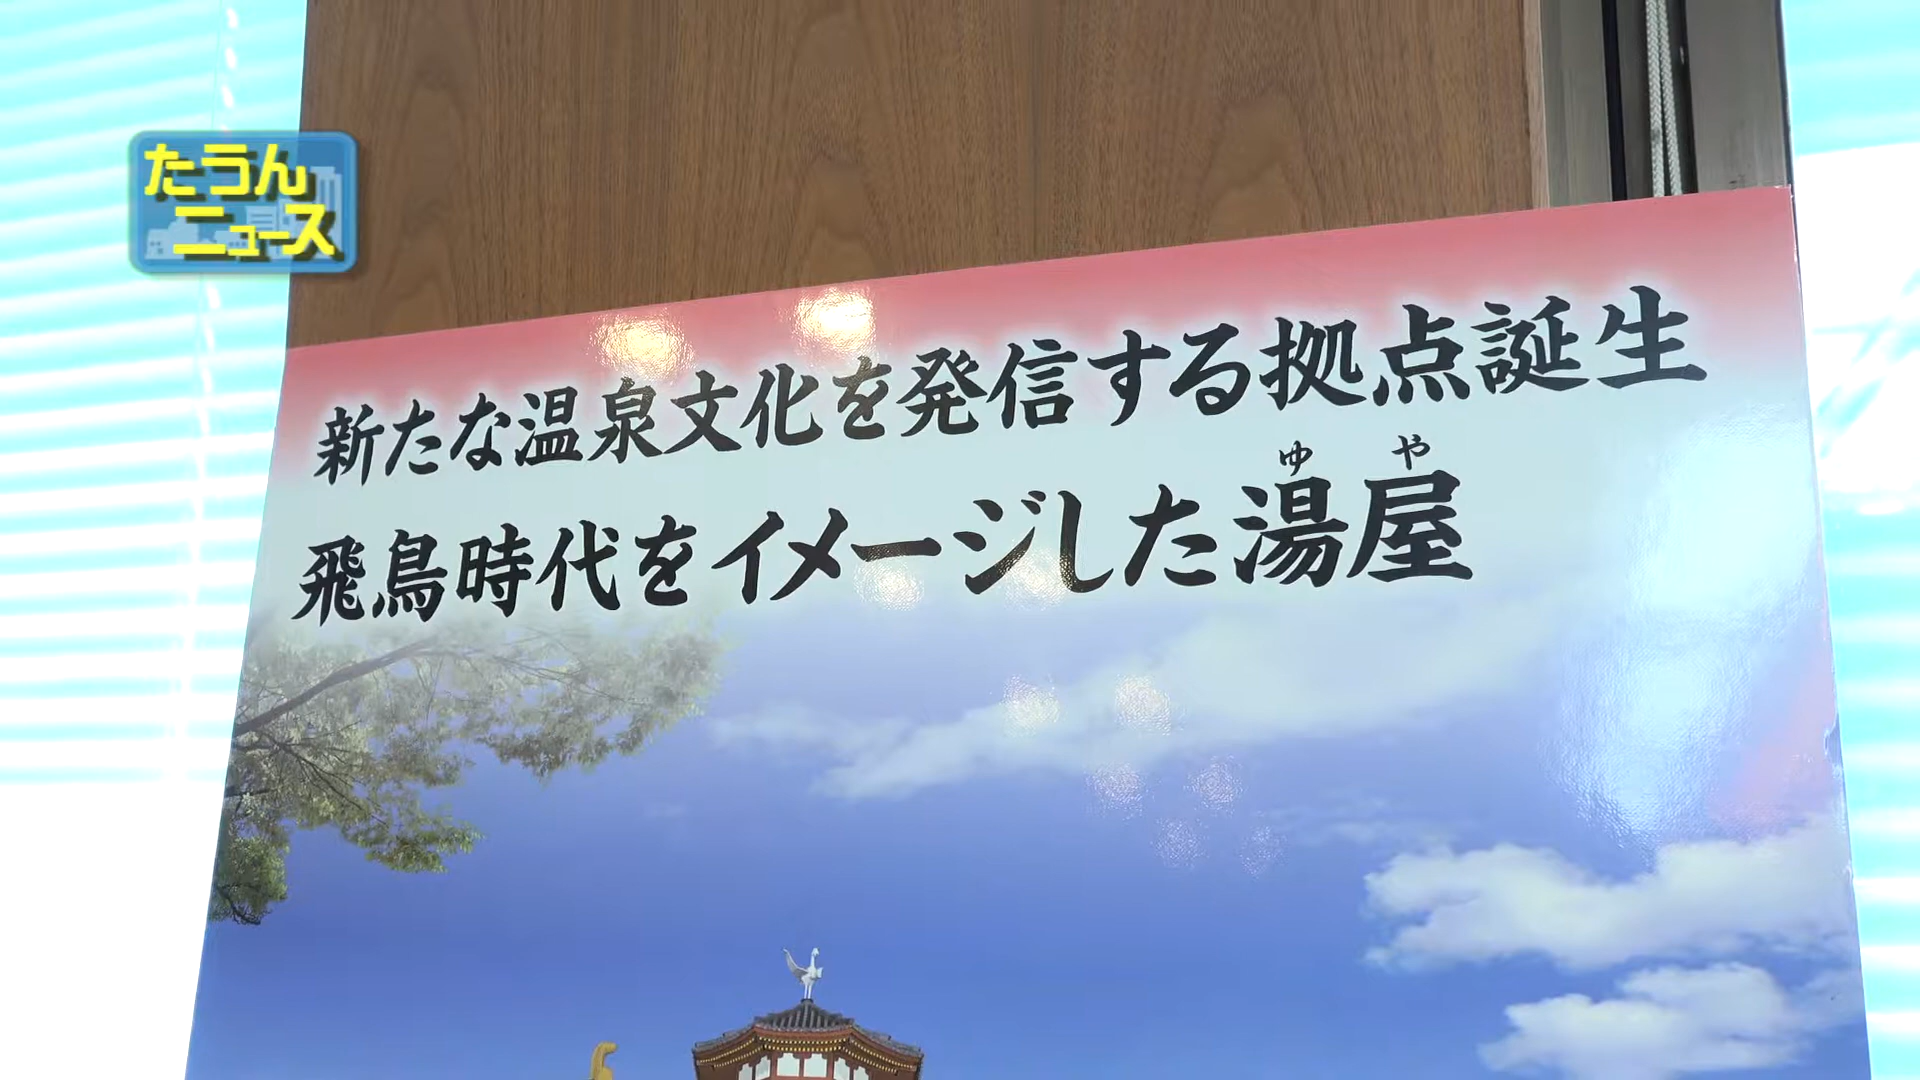 たうん
ニュース
新たな温泉文化を発信する拠点誕生
ゆ や
飛鳥時代をイメージした湯屋